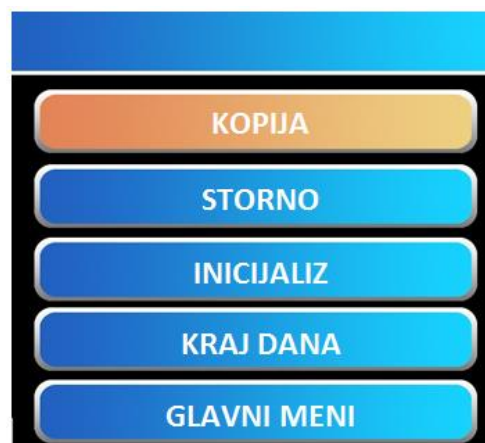 KOPIJA
STORNO
INICIJALIZ
KRAJ DANA
GLAVNI MENI